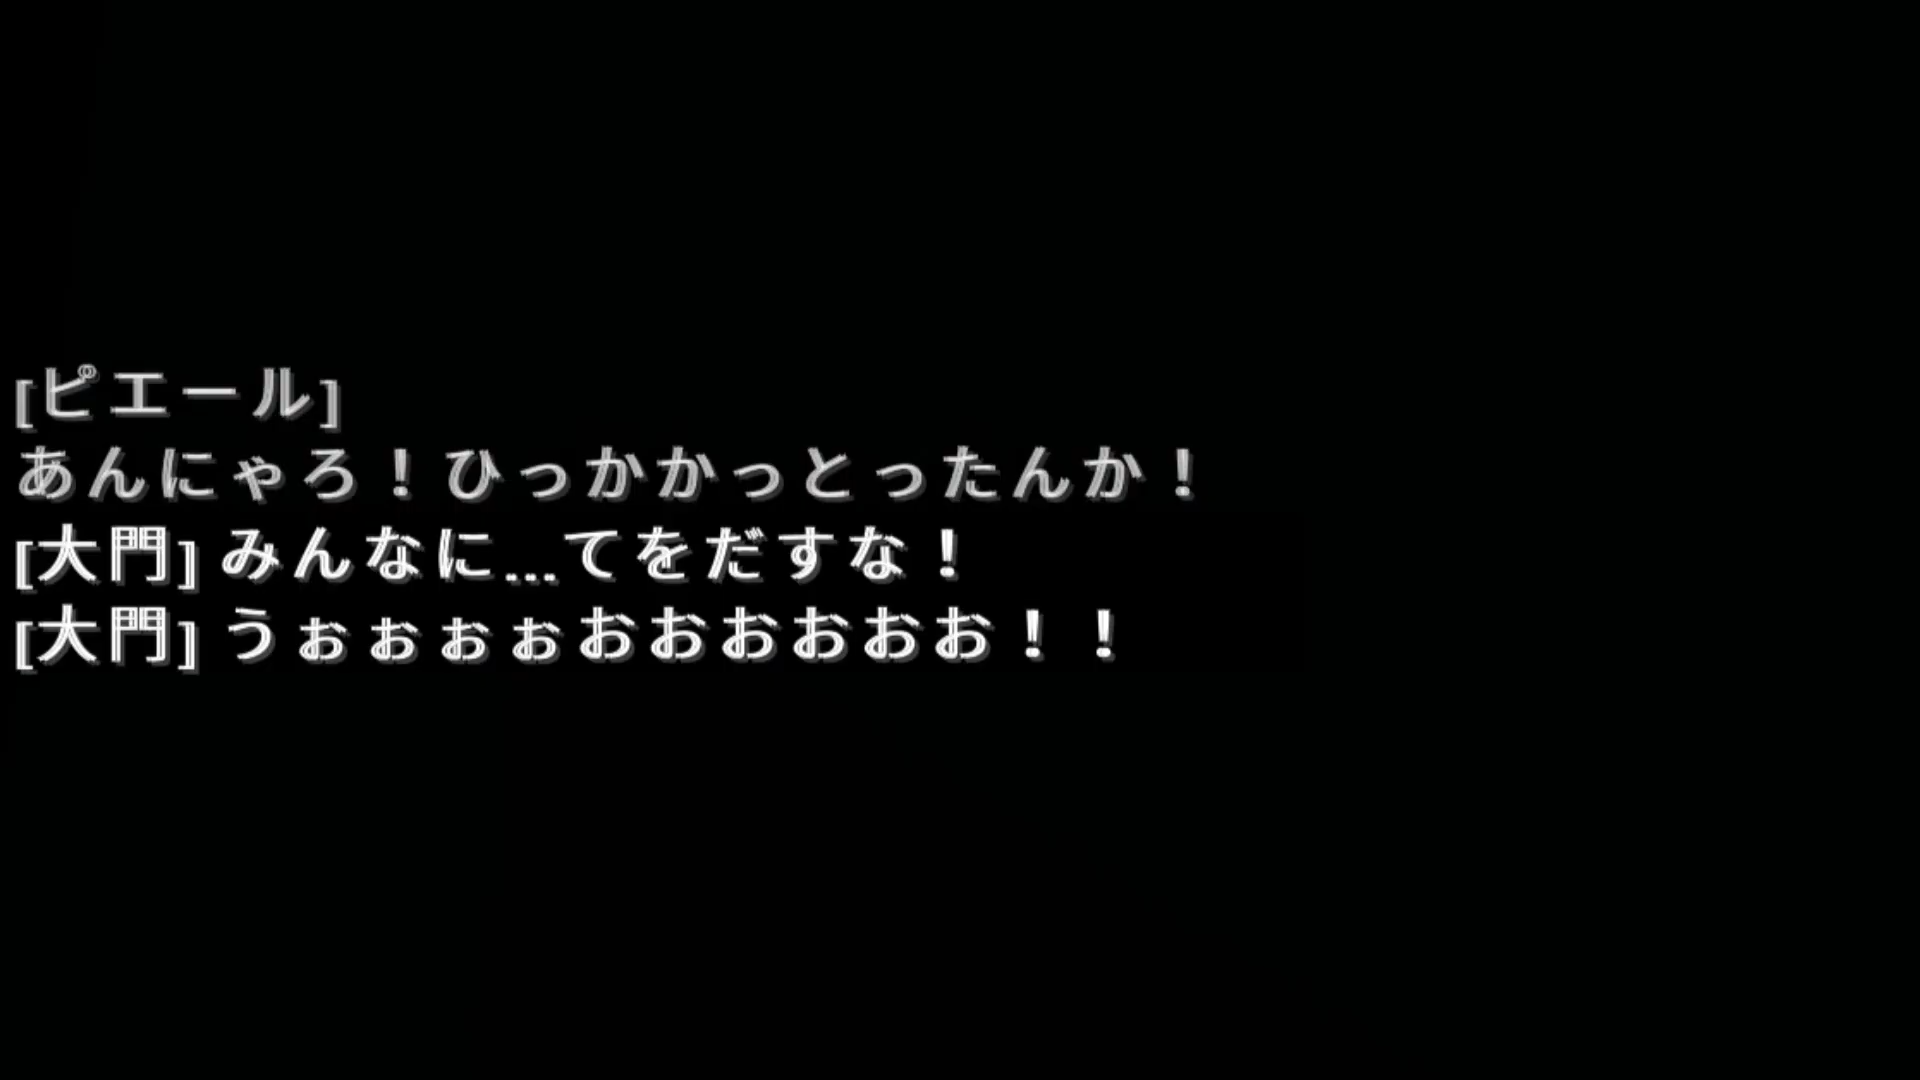 [ピエール]
あんにゃろ！ひっかかっとったんか！
[大門] みんなに...てをだすな！
[大門] うぉぉぉぉおおおおおお！！